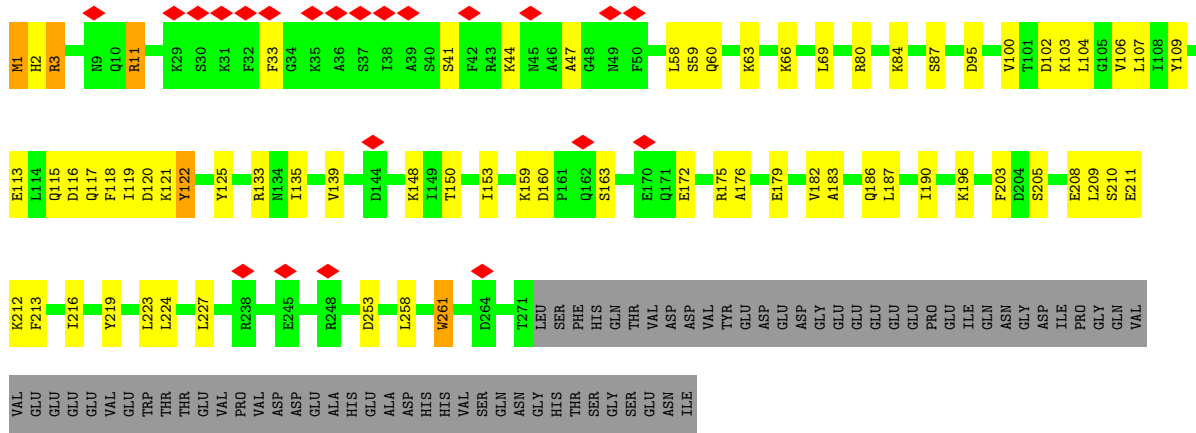 M1 H2 R3 N9 Q10 R11 K29 S30 K31 F32 F33 G34 K35 A36 S37 I38 A39 S40 S41 F42 R43 K44 N45 A46 A47 G48 N49 F50 L58 S59 Q60 K63 K66 L69 R80 K84 S87 D95 V100 T101 D102 K103 L104 G105 V106 L107 I108 Y109
E113 L114 Q115 D116 Q117 F118 I119 D120 K121 Y122 Y125 R133 N134 I135 V139 D144 K148 I149 T150 I153 K159 D160 P161 Q162 S163 E170 Q171 E172 R175 A176 E179 V182 A183 Q186 L187 I190 K196 F203 D204 S205 E208 L209 S210 E211
K212 F213 I216 Y219 L223 L224 L227 R238 E245 R248 D253 L258 W261 D264 T271 LEU SER PHE HIS GLN THR VAL ASP ASP VAL TYR GLU ASP GLU ASP GLY GLU GLU GLU GLU GLU PRO GLU ILE GLN ASN GLY ASP ILE PRO GLY GLN VAL
VAL GLU GLU GLU GLU VAL GLU TRP THR THR GLU VAL PRO VAL ASP ASP GLU ALA HIS GLU ALA ASP HIS HIS VAL SER GLN ASN GLY HIS THR SER GLY SER GLU ASN ILE